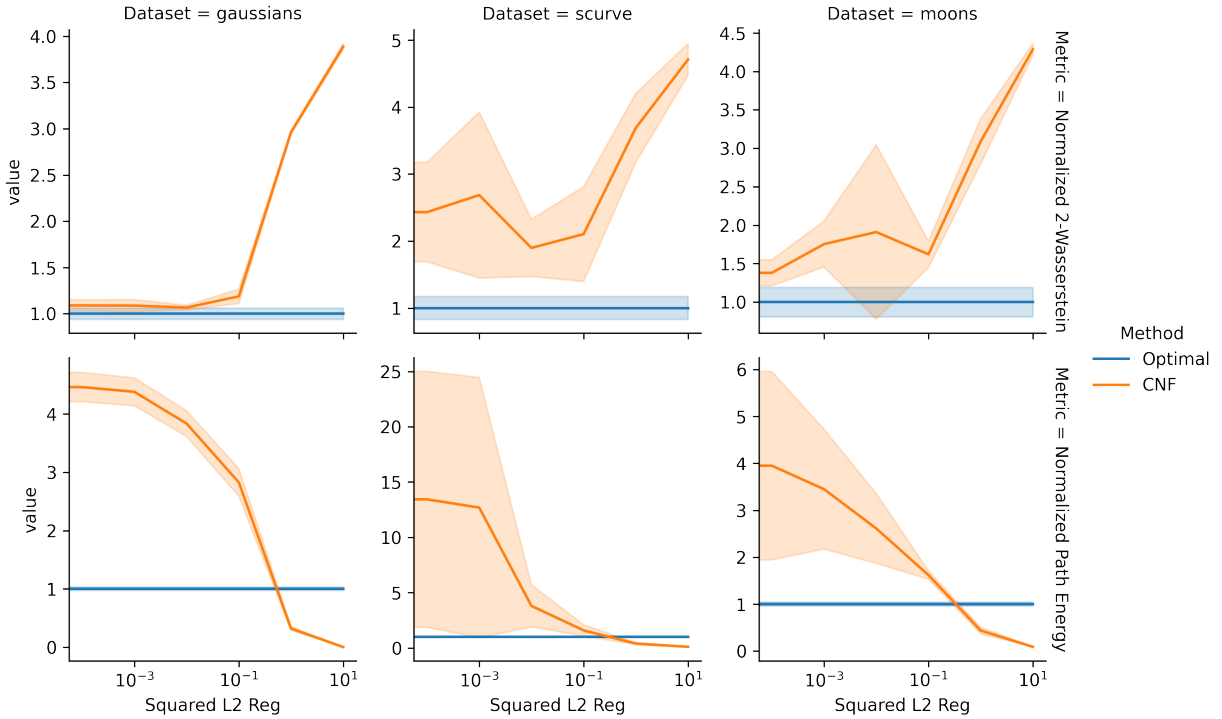 Dataset = gaussians
Dataset = scurve
Dataset = moons
value
4.0
3.5
3.0
2.5
2.0
1.5
1.0
5
4
3
2
1
4.5
4.0
3.5
3.0
2.5
2.0
1.5
1.0
Metric = Normalized 2-Wasserstein
value
4
3
2
1
0
25
20
15
10
5
0
6
5
4
3
2
1
0
Metric = Normalized Path Energy
10⁻³ 10⁻¹ 10¹
10⁻³ 10⁻¹ 10¹
10⁻³ 10⁻¹ 10¹
Squared L2 Reg
Squared L2 Reg
Squared L2 Reg
Method
Optimal
CNF